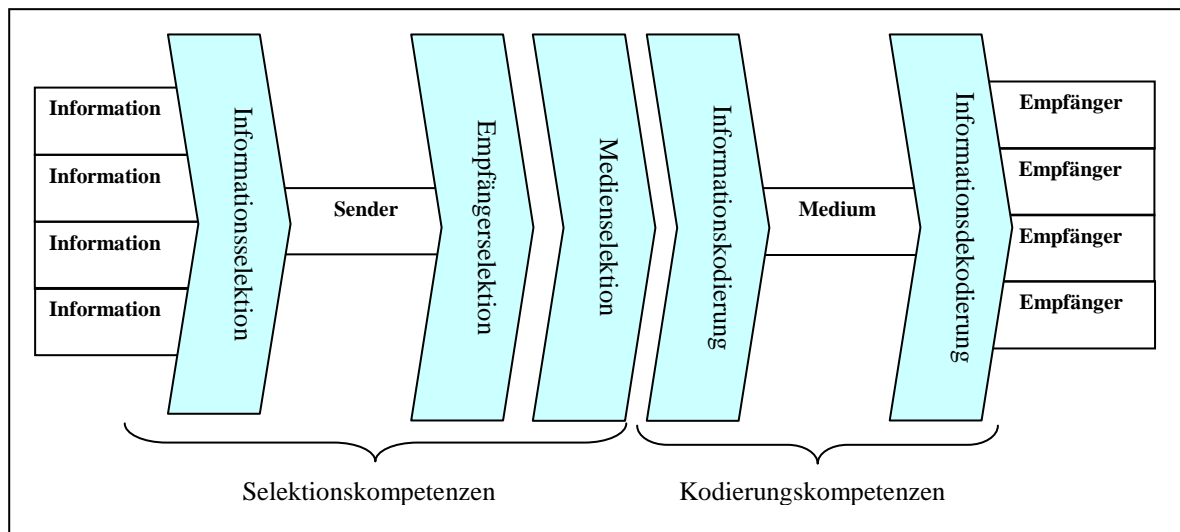 Information
Information
Information
Information
Informationsselektion
Sender
Empfängerselektion
Medienselektion
Informationskodierung
Medium
Informationsdekodierung
Empfänger
Empfänger
Empfänger
Empfänger
Selektionskompetenzen
Kodierungskompetenzen